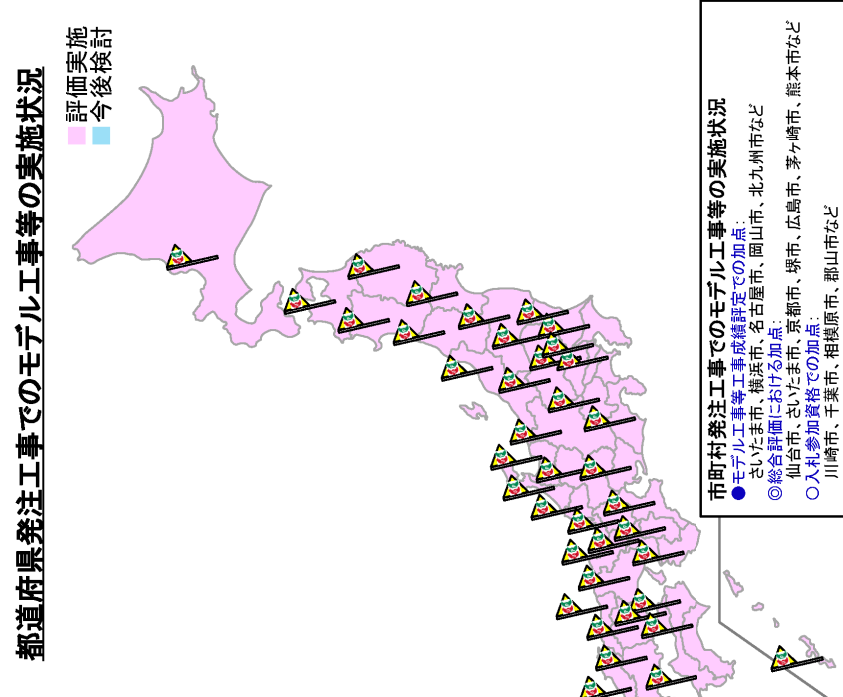 都道府県発注工事でのモデル工事等の実施状況
評価実施
今後検討
市町村発注工事でのモデル工事等の実施状況
●モデル工事等工事成績評定での加点：
さいたま市、横浜市、名古屋市、岡山市、北九州市など
◎総合評価における加点：
仙台市、さいたま市、京都市、堺市、広島市、茅ヶ崎市、熊本市など
○入札参加資格での加点：
川崎市、千葉市、相模原市、郡山市など